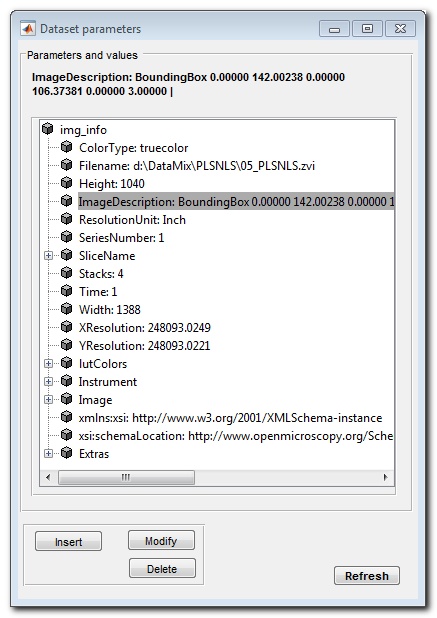 Dataset parameters
Parameters and values
ImageDescription: BoundingBox 0.00000 142.00238 0.00000
106.37381 0.00000 3.00000 |
img_info
ColorType: truecolor
Filename: d:\DataMix\PLSNLS\05_PLSNLS.zvi
Height: 1040
ImageDescription: BoundingBox 0.00000 142.00238 0.00000 1
ResolutionUnit: Inch
SeriesNumber: 1
SliceName
Stacks: 4
Time: 1
Width: 1388
XResolution: 248093.0249
YResolution: 248093.0221
lutColors
Instrument
Image
xmlns:xsi: http://www.w3.org/2001/XMLSchema-instance
xsi:schemaLocation: http://www.openmicroscopy.org/Sche
Extras
Insert
Modify
Delete
Refresh